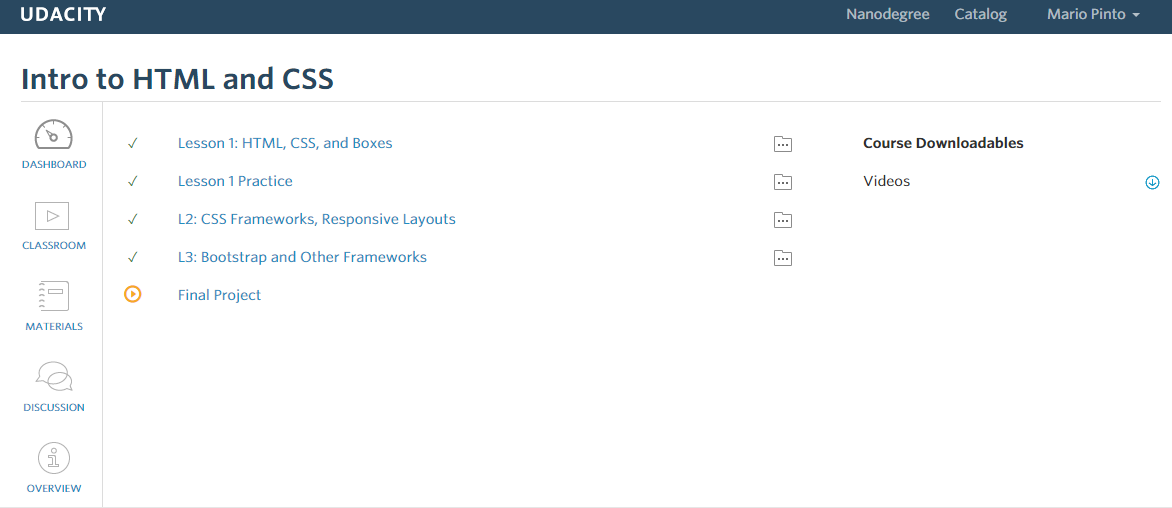 UDACITY
Nanodegree
Catalog
Mario Pinto
Intro to HTML and CSS
DASHBOARD
CLASSROOM
MATERIALS
DISCUSSION
OVERVIEW
Lesson 1: HTML, CSS, and Boxes
Lesson 1 Practice
L2: CSS Frameworks, Responsive Layouts
L3: Bootstrap and Other Frameworks
Final Project
Course Downloadables
Videos